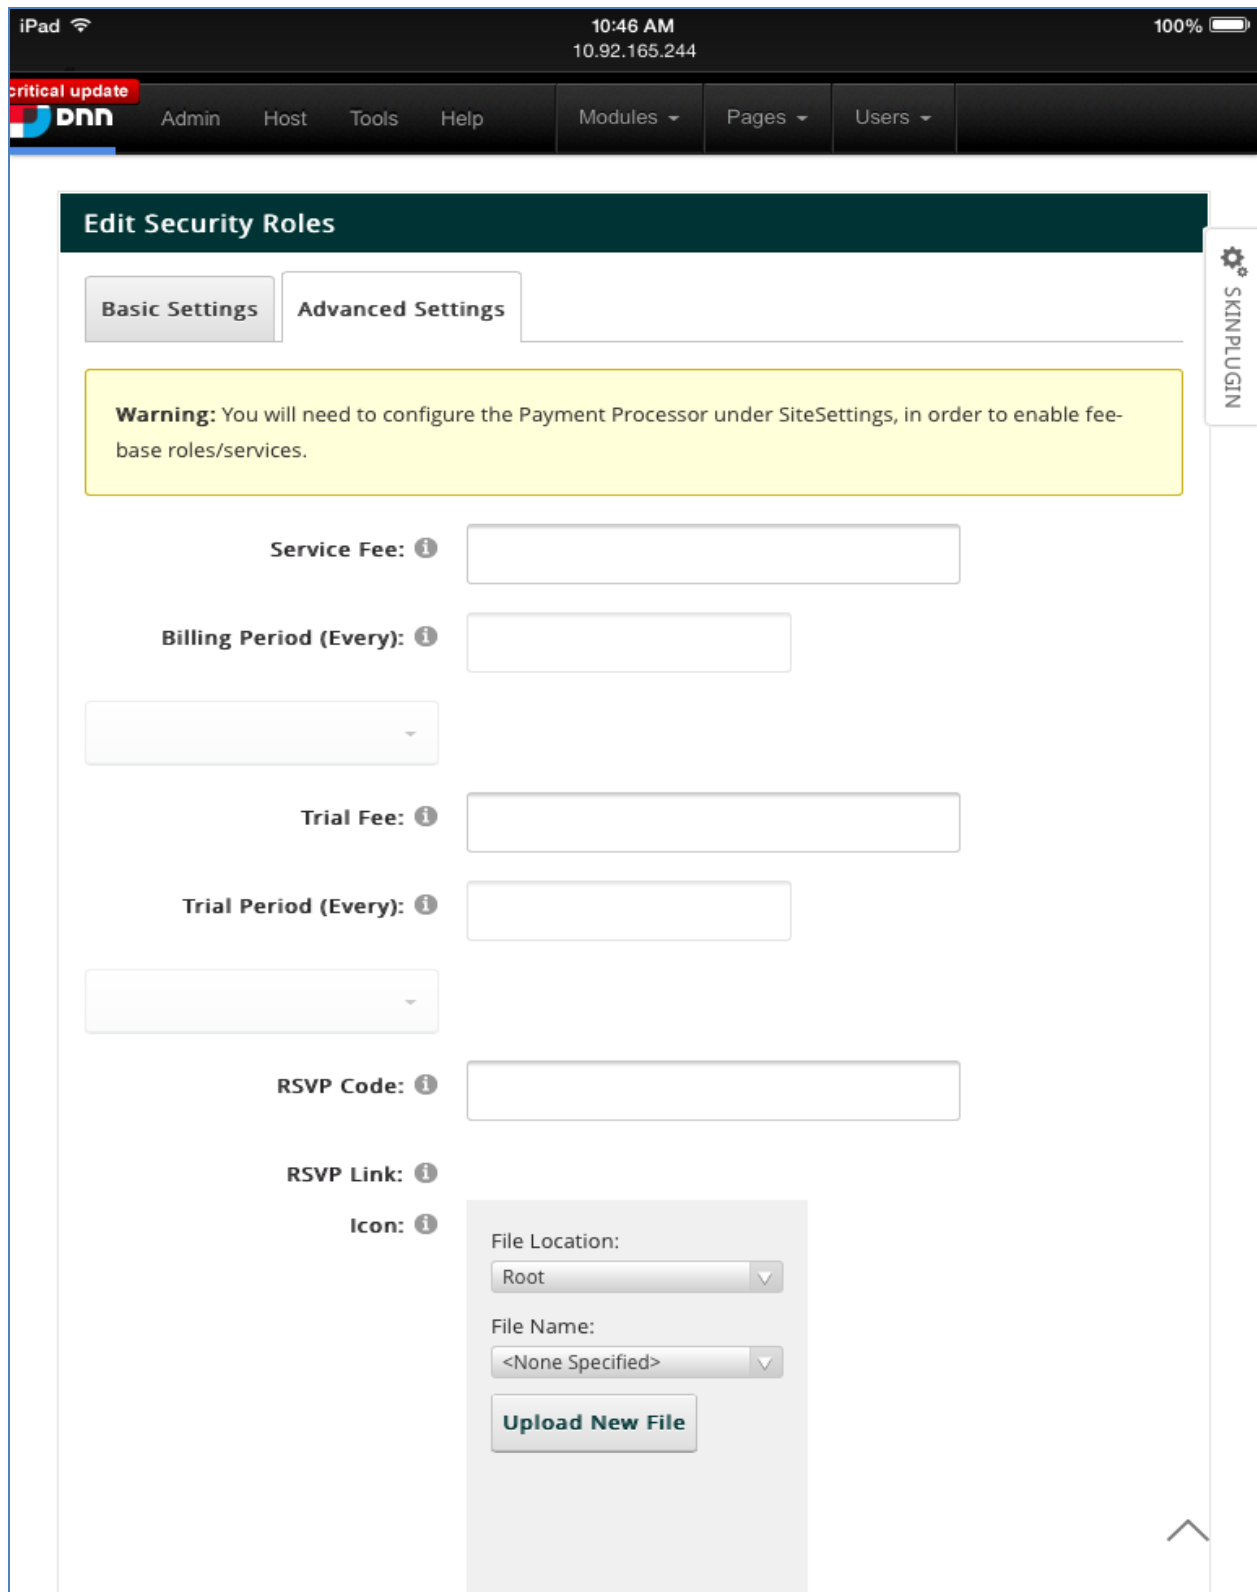 iPad
10:46 AM
100%
10.92.165.244
critical update
DNN
Admin Host Tools Help Modules Pages Users
Edit Security Roles
SKINPLUGIN
Basic Settings Advanced Settings
Warning: You will need to configure the Payment Processor under SiteSettings, in order to enable fee-
base roles/services.
Service Fee:
Billing Period (Every):
Trial Fee:
Trial Period (Every):
RSVP Code:
RSVP Link:
Icon:
File Location:
Root
File Name:
<None Specified>
Upload New File